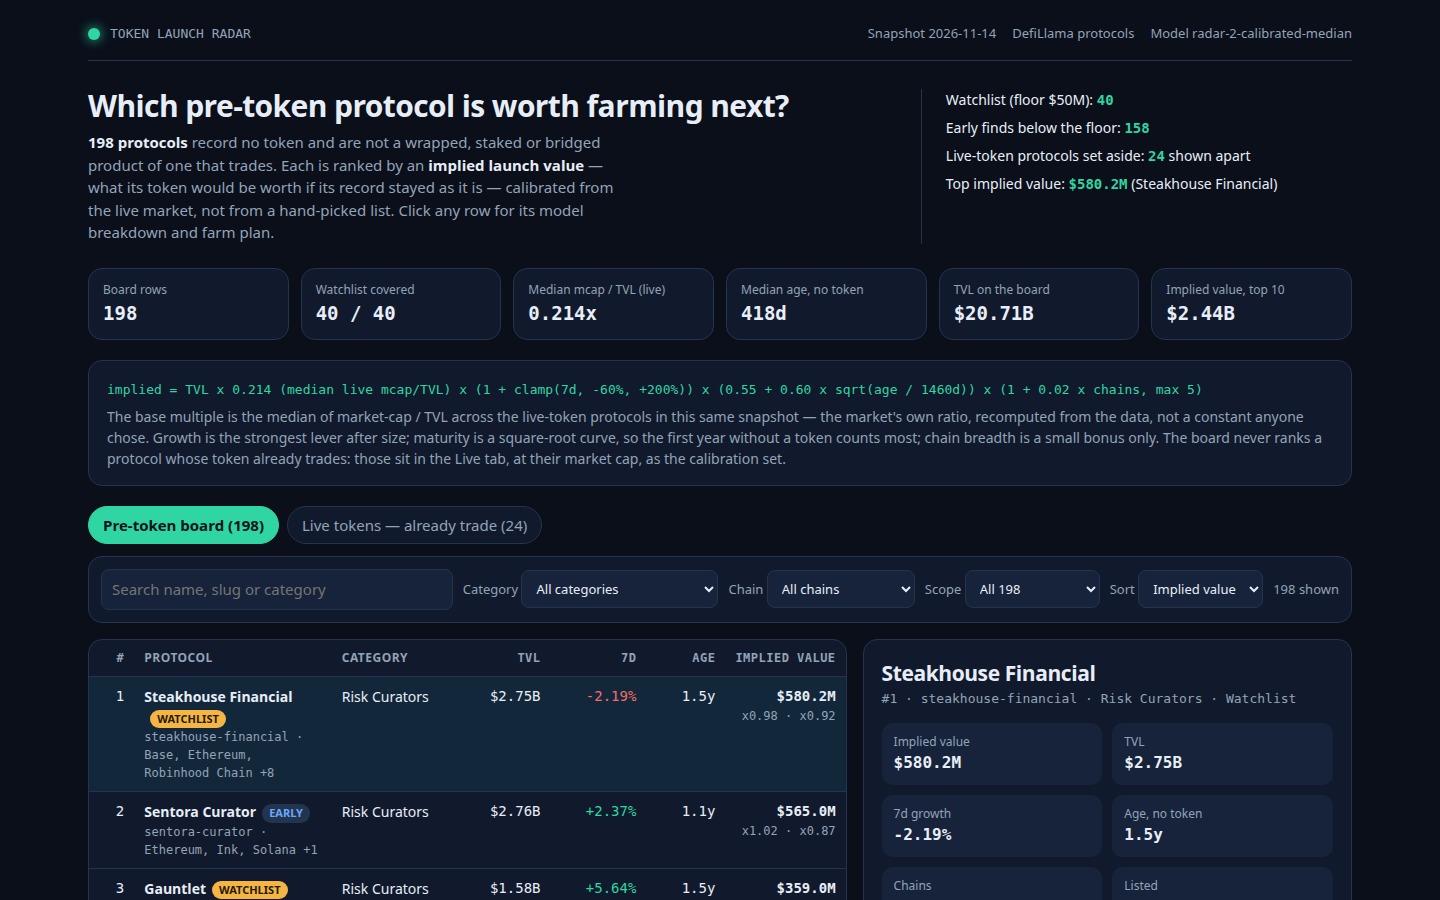 TOKEN LAUNCH RADAR
Snapshot 2026-11-14 DefiLlama protocols Model radar-2-calibrated-median
Which pre-token protocol is worth farming next?
198 protocols record no token and are not a wrapped, staked or bridged
product of one that trades. Each is ranked by an implied launch value —
what its token would be worth if its record stayed as it is — calibrated from
the live market, not from a hand-picked list. Click any row for its model
breakdown and farm plan.
Watchlist (floor $50M): 40
Early finds below the floor: 158
Live-token protocols set aside: 24 shown apart
Top implied value: $580.2M (Steakhouse Financial)
Board rows
198
Watchlist covered
40 / 40
Median mcap / TVL (live)
0.214x
Median age, no token
418d
TVL on the board
$20.71B
Implied value, top 10
$2.44B
implied = TVL x 0.214 (median live mcap/TVL) x (1 + clamp(7d, -60%, +200%)) x (0.55 + 0.60 x sqrt(age / 1460d)) x (1 + 0.02 x chains, max 5)
The base multiple is the median of market-cap / TVL across the live-token protocols in this same snapshot — the market's own ratio, recomputed from the data, not a constant anyone
chose. Growth is the strongest lever after size; maturity is a square-root curve, so the first year without a token counts most; chain breadth is a small bonus only. The board never ranks a
protocol whose token already trades: those sit in the Live tab, at their market cap, as the calibration set.
Pre-token board (198) Live tokens — already trade (24)
Search name, slug or category Category All categories Chain All chains Scope All 198 Sort Implied value 198 shown
# PROTOCOL CATEGORY TVL 7D AGE IMPLIED VALUE
1 Steakhouse Financial Risk Curators $2.75B -2.19% 1.5y $580.2M
WATCHLIST x0.98 · x0.92
steakhouse-financial ·
Base, Ethereum,
Robinhood Chain +8
2 Sentora Curator EARLY Risk Curators $2.76B +2.37% 1.1y $565.0M
sentora-curator · x1.02 · x0.87
Ethereum, Ink, Solana +1
3 Gauntlet WATCHLIST Risk Curators $1.58B +5.64% 1.5y $359.0M
Steakhouse Financial
#1 · steakhouse-financial · Risk Curators · Watchlist
Implied value
$580.2M
TVL
$2.75B
7d growth
-2.19%
Age, no token
1.5y
Chains
Listed